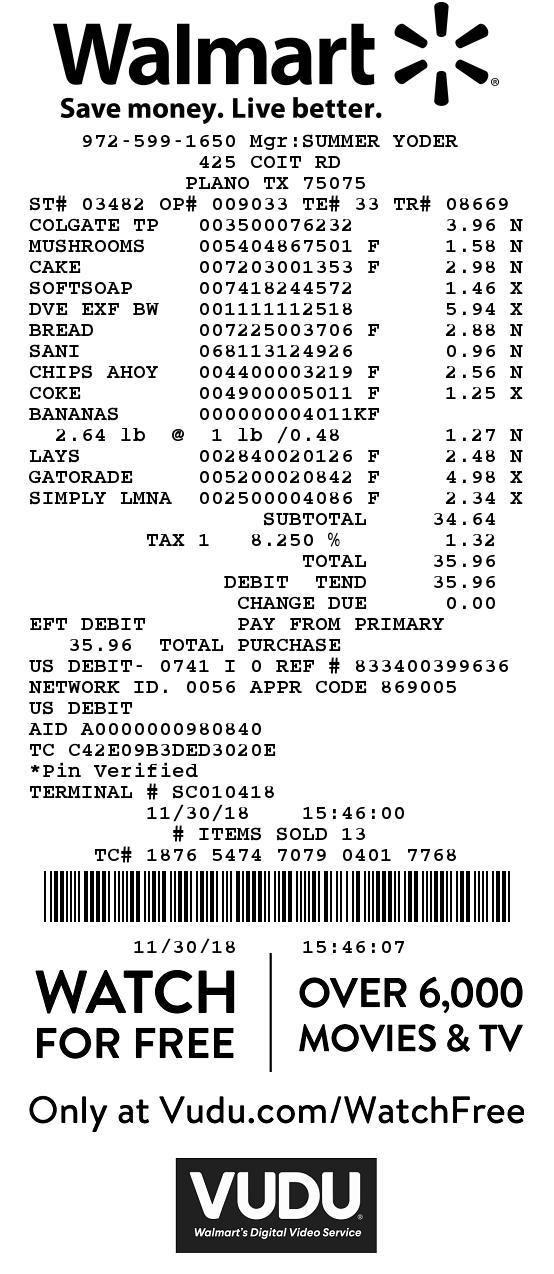 Walmart
Save money. Live better.
972-599-1650 Mgr:SUMMER YODER
425 COIT RD
PLANO TX 75075
ST# 03482 OP# 009033 TE# 33 TR# 08669
COLGATE TP 003500076232 3.96 N
MUSHROOMS 005404867501 F 1.58 N
CAKE 007203001353 F 2.98 N
SOFTSOAP 007418244572 1.46 X
DVE EXF BW 001111112518 5.94 X
BREAD 007225003706 F 2.88 N
SANI 068113124926 0.96 N
CHIPS AHOY 004400003219 F 2.56 N
COKE 004900005011 F 1.25 X
BANANAS 000000004011KF
2.64 lb @ 1 lb /0.48 1.27 N
LAYS 002840020126 F 2.48 N
GATORADE 005200020842 F 4.98 X
SIMPLY LMNA 002500004086 F 2.34 X
SUBTOTAL 34.64
TAX 1 8.250 % 1.32
TOTAL 35.96
DEBIT TEND 35.96
CHANGE DUE 0.00
EFT DEBIT PAY FROM PRIMARY
35.96 TOTAL PURCHASE
US DEBIT- 0741 I 0 REF # 833400399636
NETWORK ID. 0056 APPR CODE 869005
US DEBIT
AID A0000000980840
TC C42E09B3DED3020E
*Pin Verified
TERMINAL # SC010418
11/30/18 15:46:00
# ITEMS SOLD 13
TC# 1876 5474 7079 0401 7768
11/30/18 15:46:07
WATCH
FOR FREE
OVER 6,000
MOVIES & TV
Only at Vudu.com/WatchFree
VUDU
Walmart's Digital Video Service